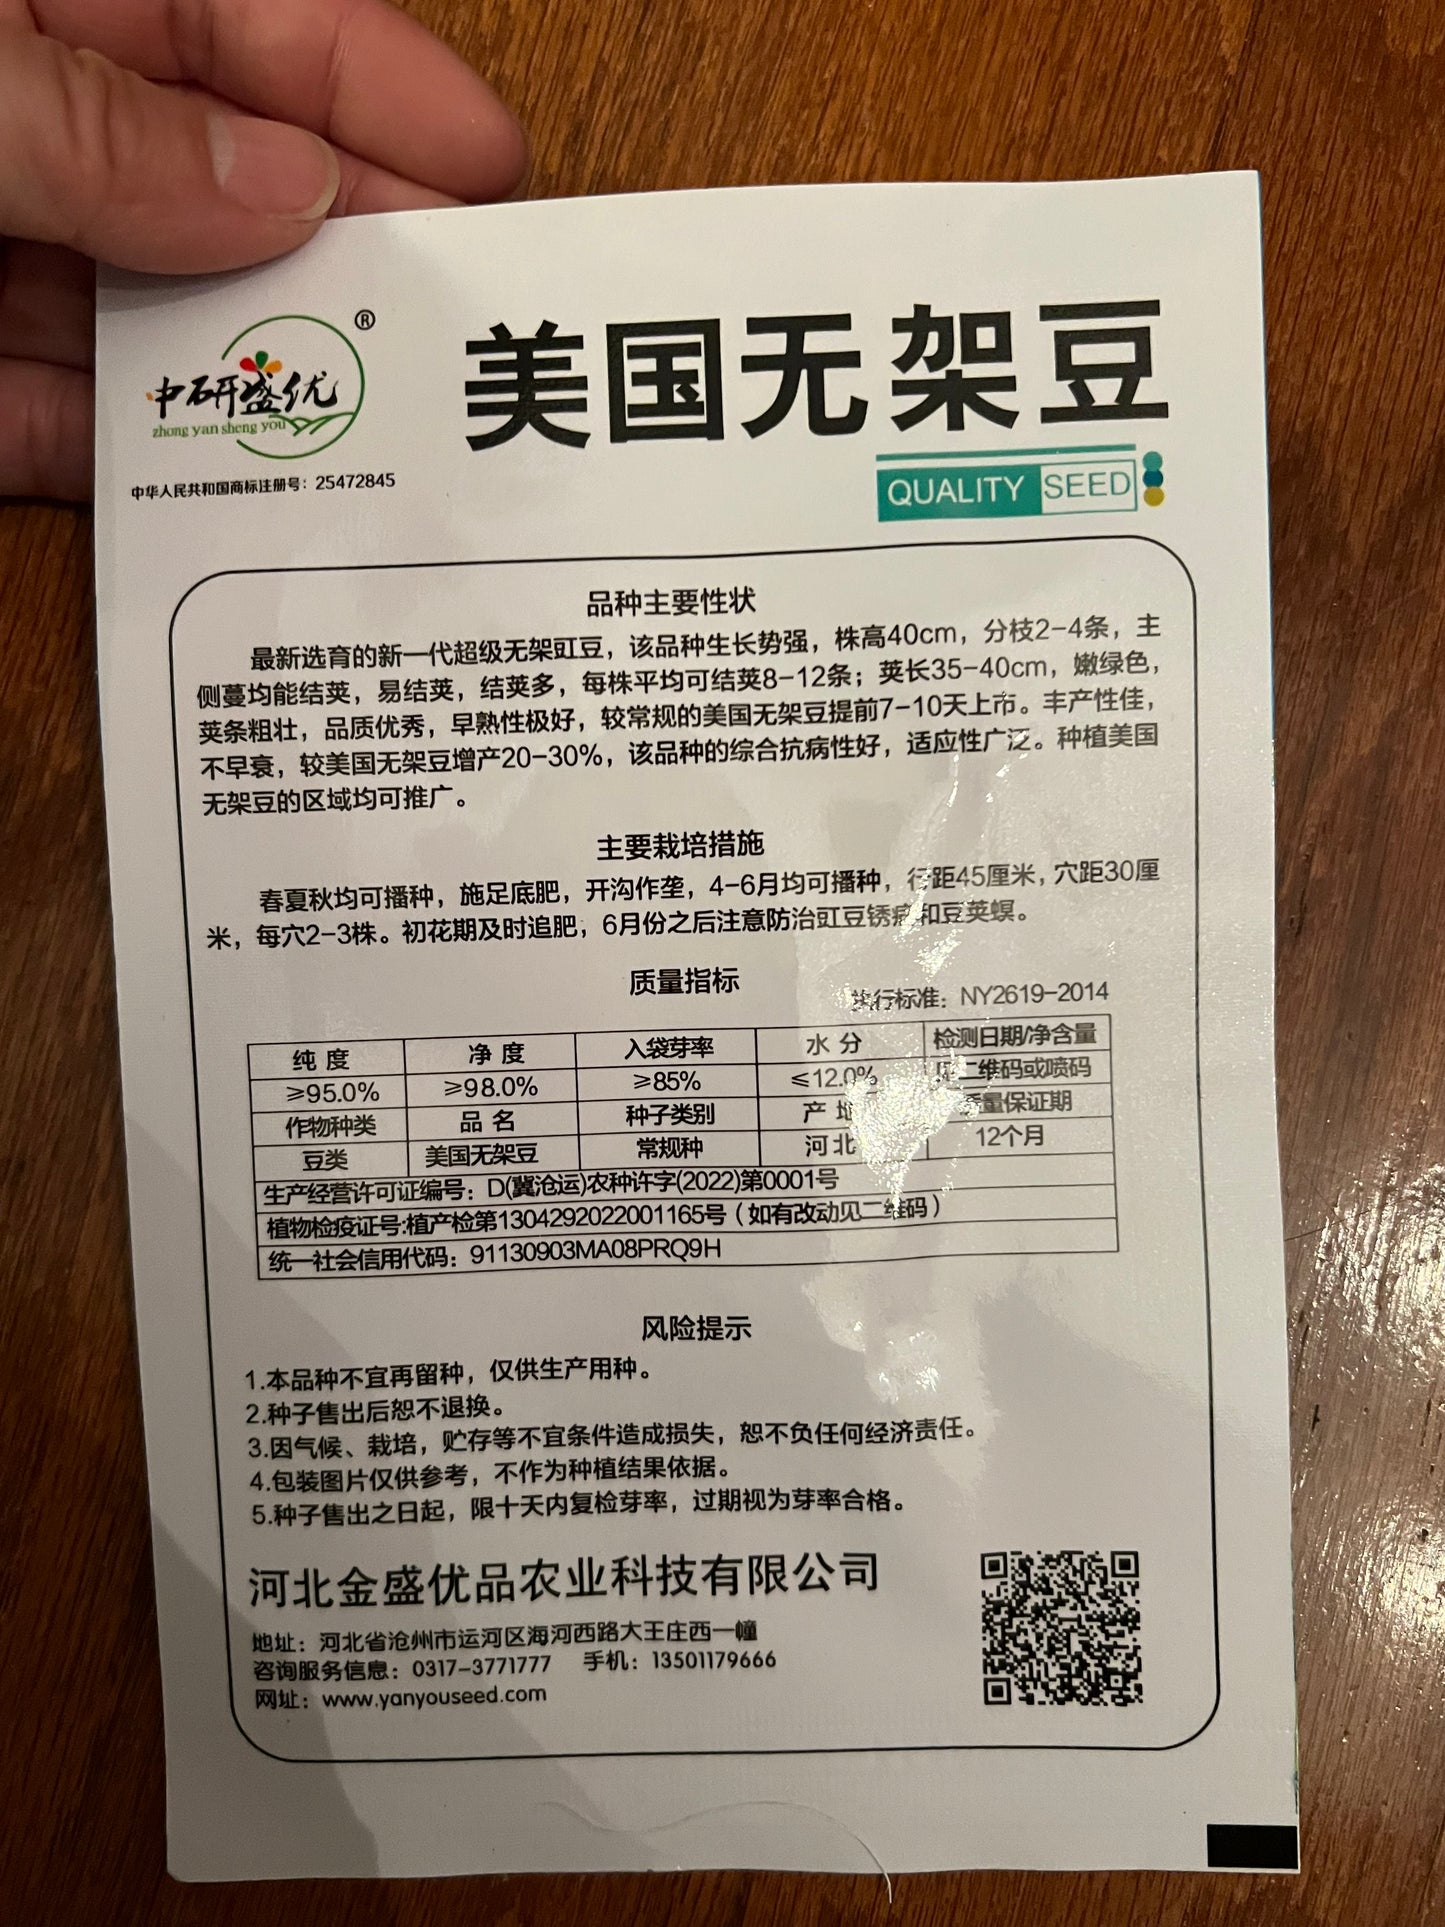 ®
中研盛优
zhong yan sheng you
中华人民共和国商标注册号：25472845
美国无架豆
QUALITY SEED
品种主要性状
最新选育的新一代超级无架豇豆，该品种生长势强，株高40cm，分枝2-4条，主
侧蔓均能结荚，易结荚，结荚多，每株平均可结荚8-12条；荚长35-40cm，嫩绿色，
荚条粗壮，品质优秀，早熟性极好，较常规的美国无架豆提前7-10天上市。丰产性佳，
不早衰，较美国无架豆增产20-30%，该品种的综合抗病性好，适应性广泛。种植美国
无架豆的区域均可推广。
主要栽培措施
春夏秋均可播种，施足底肥，开沟作垄，4-6月均可播种，行距45厘米，穴距30厘
米，每穴2-3株。初花期及时追肥，6月份之后注意防治豇豆锈病和豆荚螟。
质量指标
执行标准：NY2619-2014
纯度 净度 入袋芽率 水分 检测日期/净含量
≥95.0% ≥98.0% ≥85% ≤12.0% 见二维码或喷码
作物种类 品名 种子类别 产地 质量保证期
豆类 美国无架豆 常规种 河北 12个月
生产经营许可证编号：D(冀沧运)农种许字(2022)第0001号
植物检疫证号:植产检第1304292022001165号（如有改动见二维码）
统一社会信用代码：91130903MA08PRQ9H
风险提示
1.本品种不宜再留种，仅供生产用种。
2.种子售出后恕不退换。
3.因气候、栽培，贮存等不宜条件造成损失，恕不负任何经济责任。
4.包装图片仅供参考，不作为种植结果依据。
5.种子售出之日起，限十天内复检芽率，过期视为芽率合格。
河北金盛优品农业科技有限公司
地址：河北省沧州市运河区海河西路大王庄西一幢
咨询服务信息：0317-3771777 手机：13501179666
网址：www.yanyouseed.com